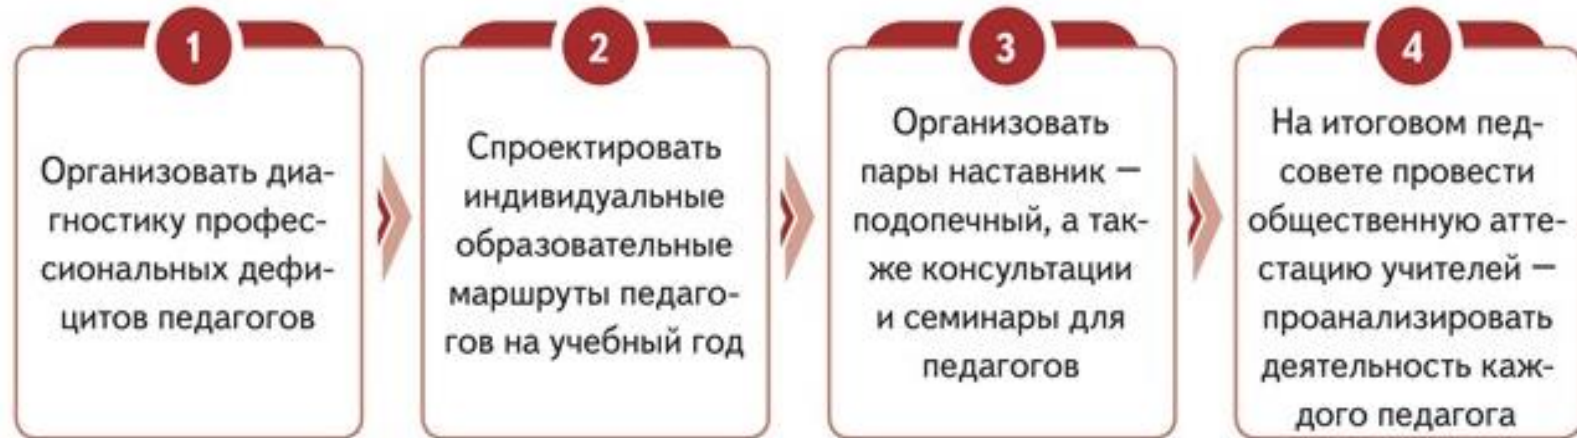 1
Организовать диа-
гностику профес-
сиональных дефи-
цитов педагогов
2
Спроектировать
индивидуальные
образовательные
маршруты педаго-
гов на учебный год
3
Организовать
пары наставник —
подопечный, а так-
же консультации
и семинары для
педагогов
4
На итоговом пед-
совете провести
общественную атте-
стацию учителей —
проанализировать
деятельность каж-
дого педагога